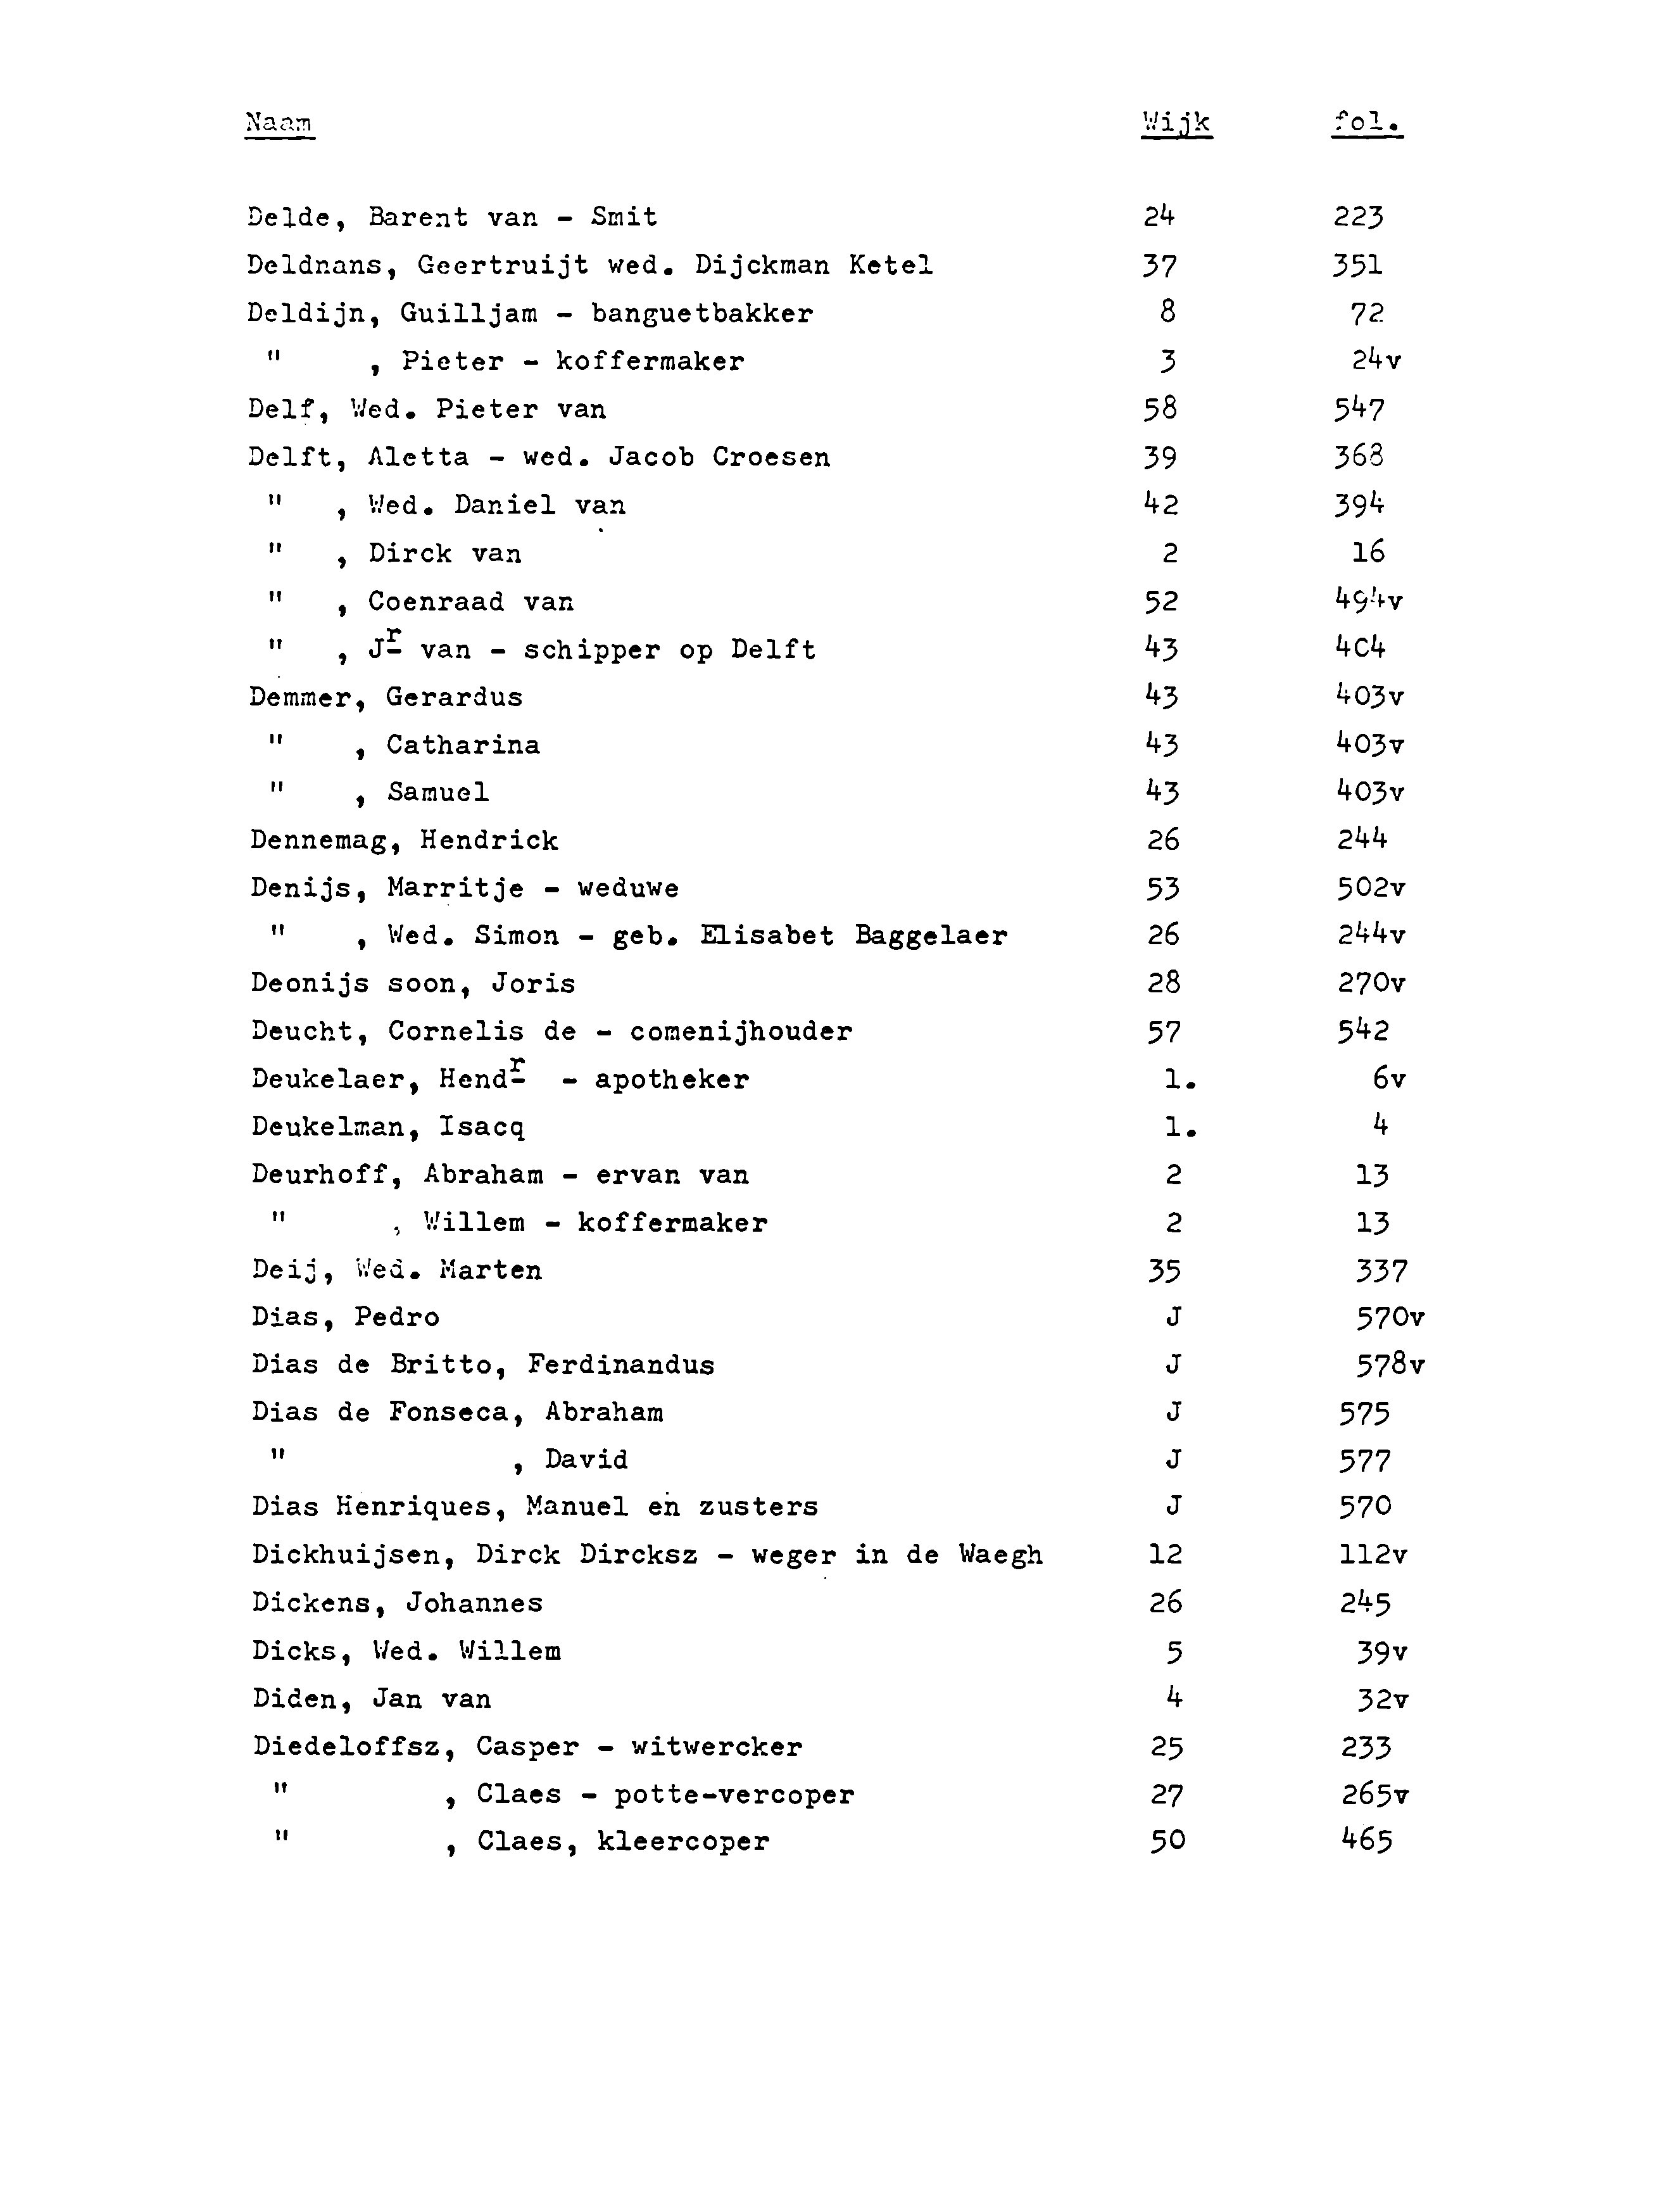 Naam Wijk fol.
Delde, Barent van - Smit 24 223
Deldnans, Geertruijt wed. Dijckman Ketel 37 351
Deldijn, Guilljam - banguetbakker 8 72
" , Pieter - koffermaker 3 24v
Delf, Wed. Pieter van 58 547
Delft, Aletta - wed. Jacob Croesen 39 368
" , Wed. Daniel van 42 394
" , Dirck van 2 16
" , Coenraad van 52 494v
" , Jr van - schipper op Delft 43 404
Demmer, Gerardus 43 403v
" , Catharina 43 403v
" , Samuel 43 403v
Dennemag, Hendrick 26 244
Denijs, Marritje - weduwe 53 502v
" , Wed. Simon - geb. Elisabet Baggelaer 26 244v
Deonijs soon, Joris 28 270v
Deucht, Cornelis de - comenijhouder 57 542
Deukelaer, Hendr - apotheker 1. 6v
Deukelman, Isacq 1. 4
Deurhoff, Abraham - ervan van 2 13
" , Willem - koffermaker 2 13
Deij, Wed. Marten 35 337
Dias, Pedro J 570v
Dias de Britto, Ferdinandus J 578v
Dias de Fonseca, Abraham J 575
" , David J 577
Dias Henriques, Manuel en zusters J 570
Dickhuijsen, Dirck Dircksz - weger in de Waegh 12 112v
Dickens, Johannes 26 245
Dicks, Wed. Willem 5 39v
Diden, Jan van 4 32v
Diedeloffsz, Casper - witwercker 25 233
" , Claes - potte-vercoper 27 265v
" , Claes, kleercoper 50 465